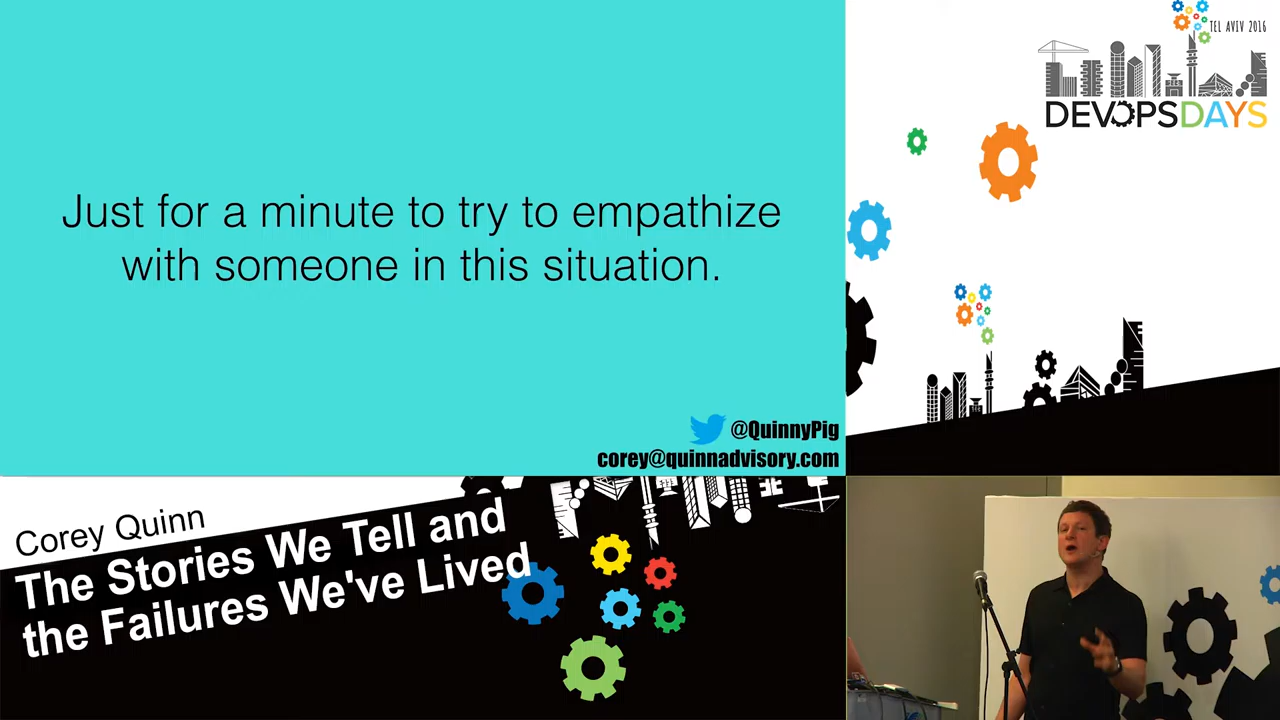 Just for a minute to try to empathize
with someone in this situation.
@QuinnyPig
corey@quinnadvisory.com
TEL AVIV 2016
DEVOPSDAYS
Corey Quinn
The Stories We Tell and
the Failures We've Lived